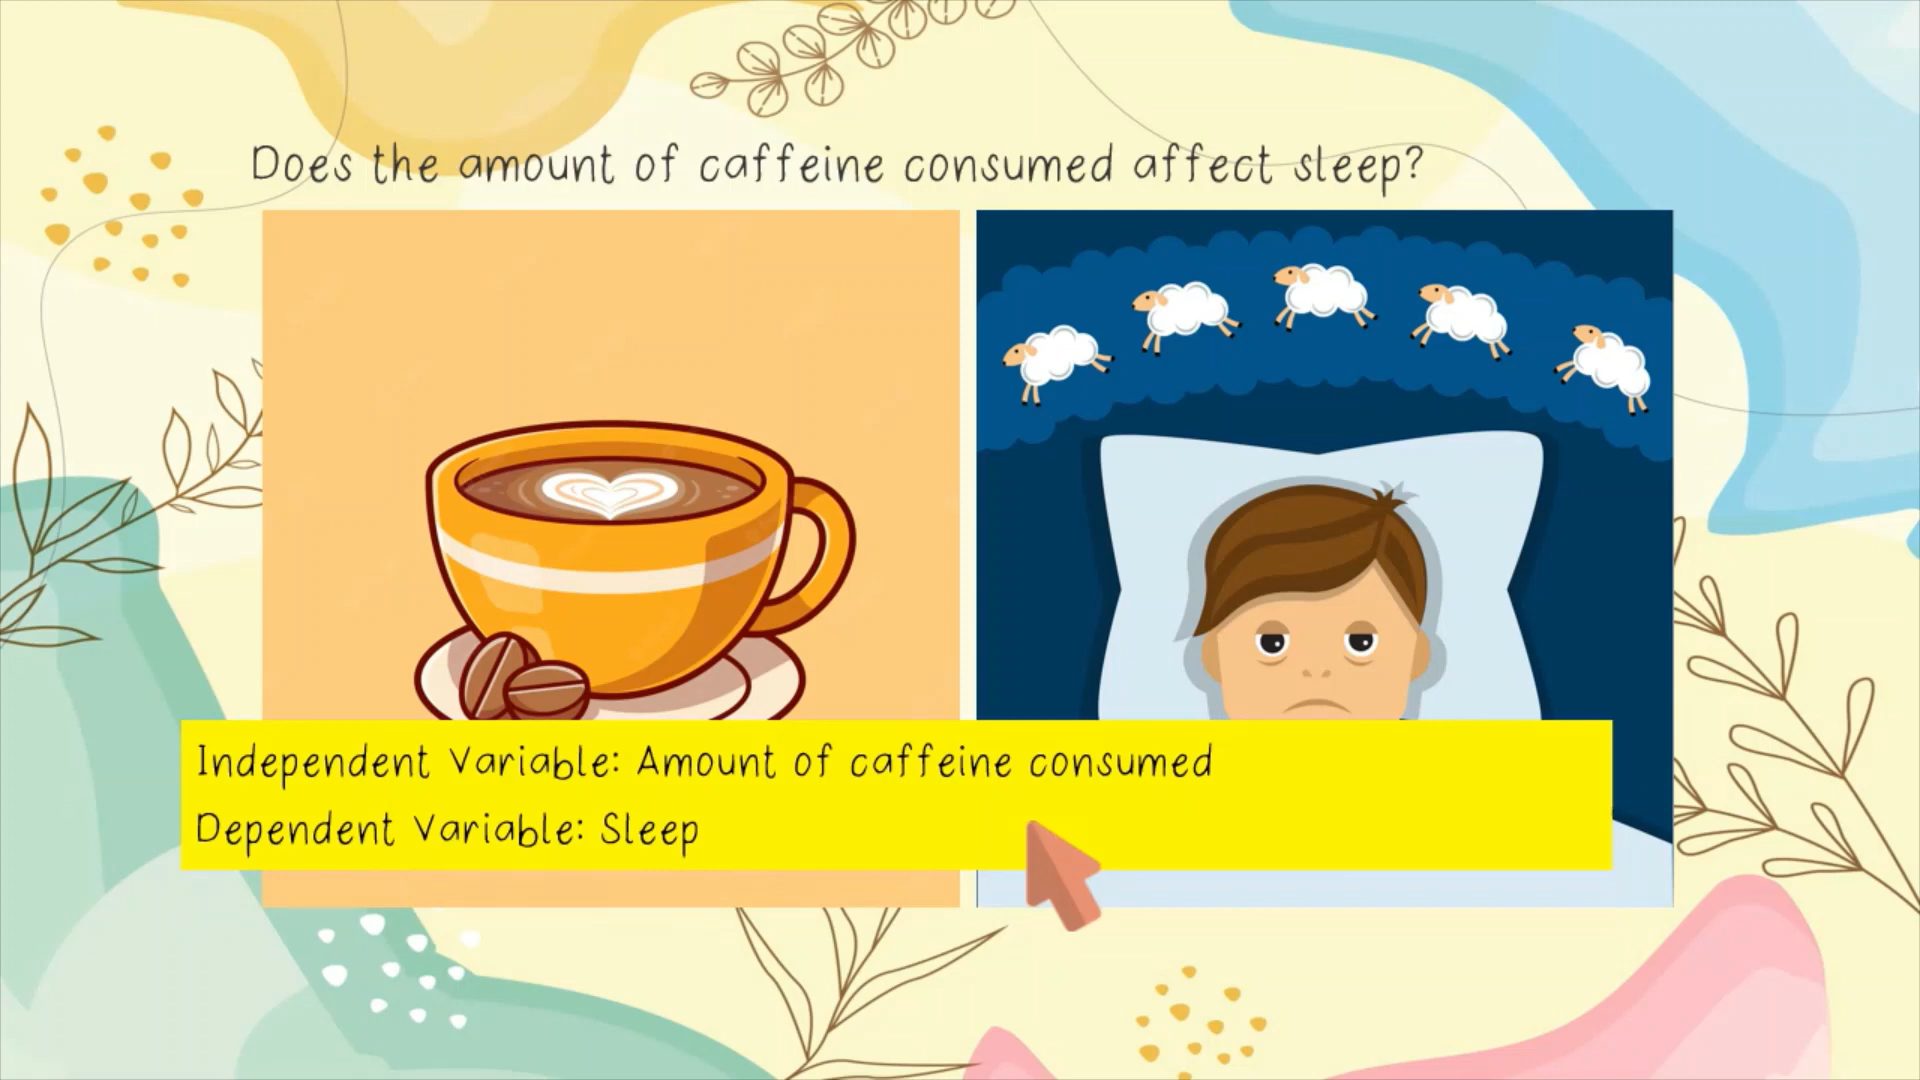 Does the amount of caffeine consumed affect sleep?
Independent Variable: Amount of caffeine consumed
Dependent Variable: Sleep